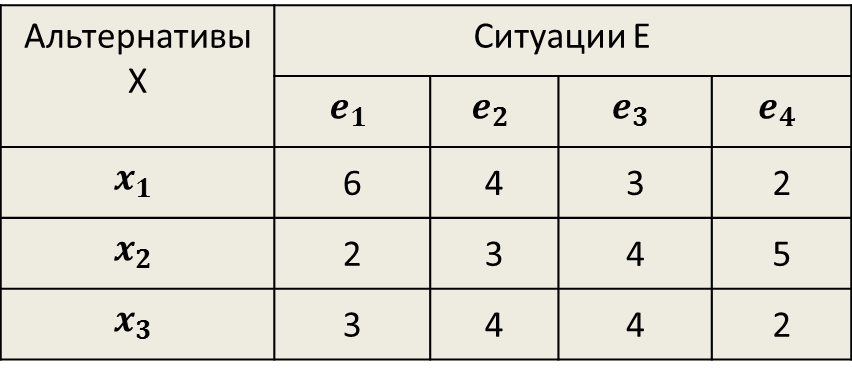 Альтернативы Ситуации E
X
e₁ e₂ e₃ e₄
x₁ 6 4 3 2
x₂ 2 3 4 5
x₃ 3 4 4 2